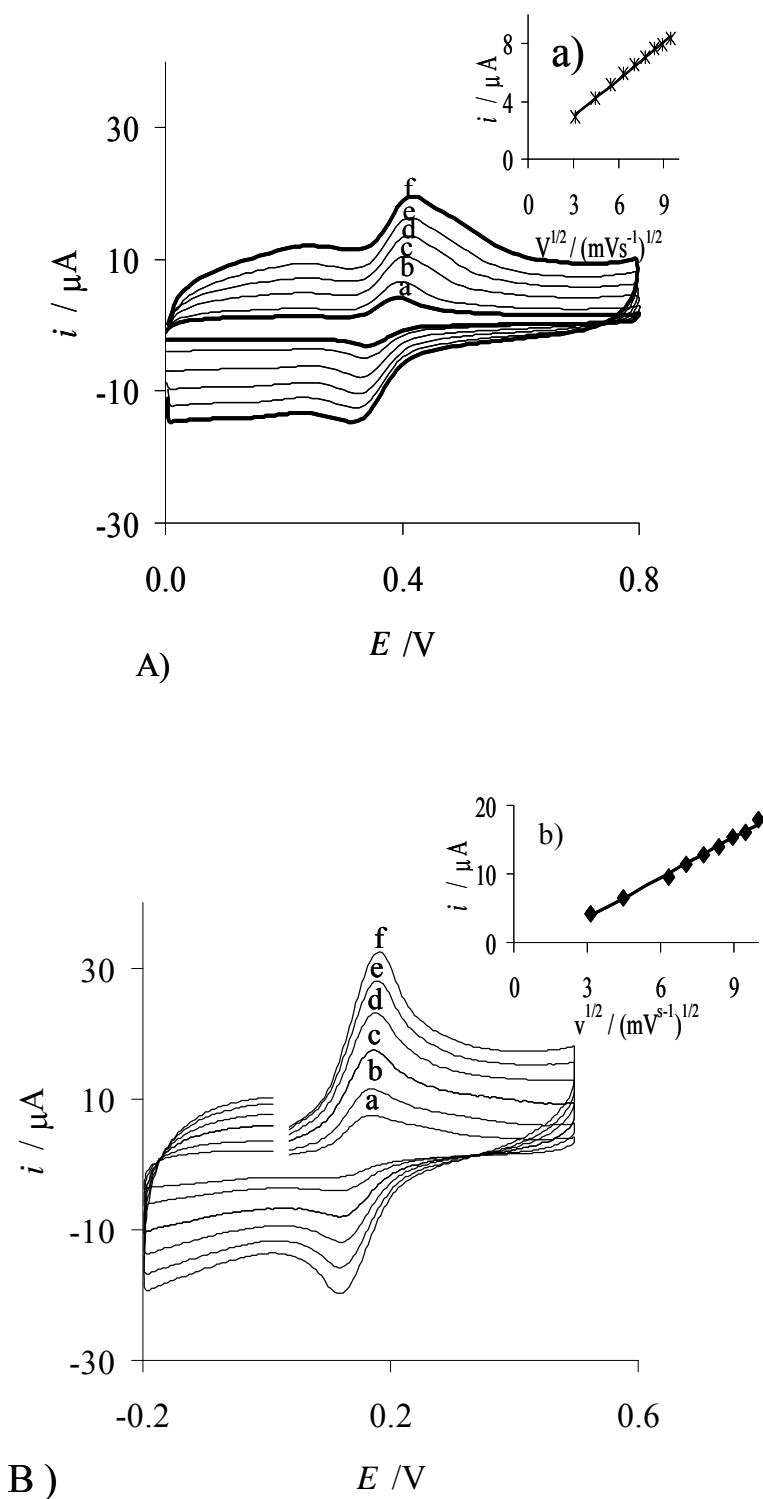 a)
i / μA
8
4
0
0 3 6 9
V1/2 / (mVs-1)1/2
i / μA
30
10
-10
-30
f
e
d
c
b
a
0.0 0.4 0.8
E /V
A)
b)
i / μA
20
10
0
0 3 6 9
v1/2 / (mVs-1)1/2
i / μA
30
10
-10
-30
f
e
d
c
b
a
-0.2 0.2 0.6
E /V
B )